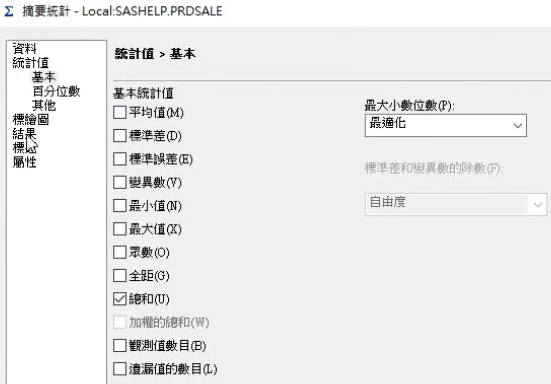 Σ 摘要統計 - Local:SASHELP.PRDSALE
資料
統計值
基本
百分位數
其他
標繪圖
結果
標題
屬性
統計值 > 基本
基本統計值
平均值(M)
標準差(D)
標準誤差(E)
變異數(V)
最小值(N)
最大值(X)
眾數(O)
全距(G)
總和(U)
加權的總和(W)
觀測值數目(B)
遺漏值的數目(L)
最大小數位數(P):
最適化
標準差和變異數的除數(F):
自由度